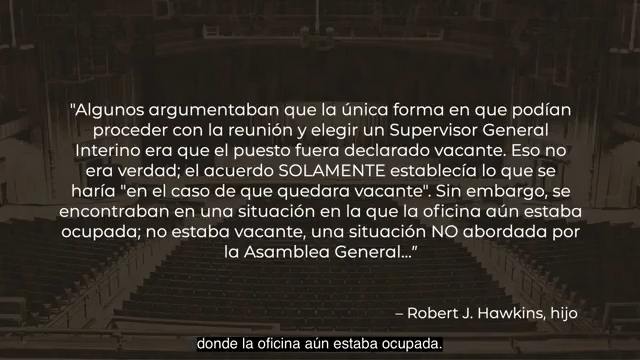 "Algunos argumentaban que la única forma en que podían
proceder con la reunión y elegir un Supervisor General
Interino era que el puesto fuera declarado vacante. Eso no
era verdad; el acuerdo SOLAMENTE establecía lo que se
haría "en el caso de que quedara vacante". Sin embargo, se
encontraban en una situación en la que la oficina aún estaba
ocupada; no estaba vacante, una situación NO abordada por
la Asamblea General..."
– Robert J. Hawkins, hijo
donde la oficina aún estaba ocupada.